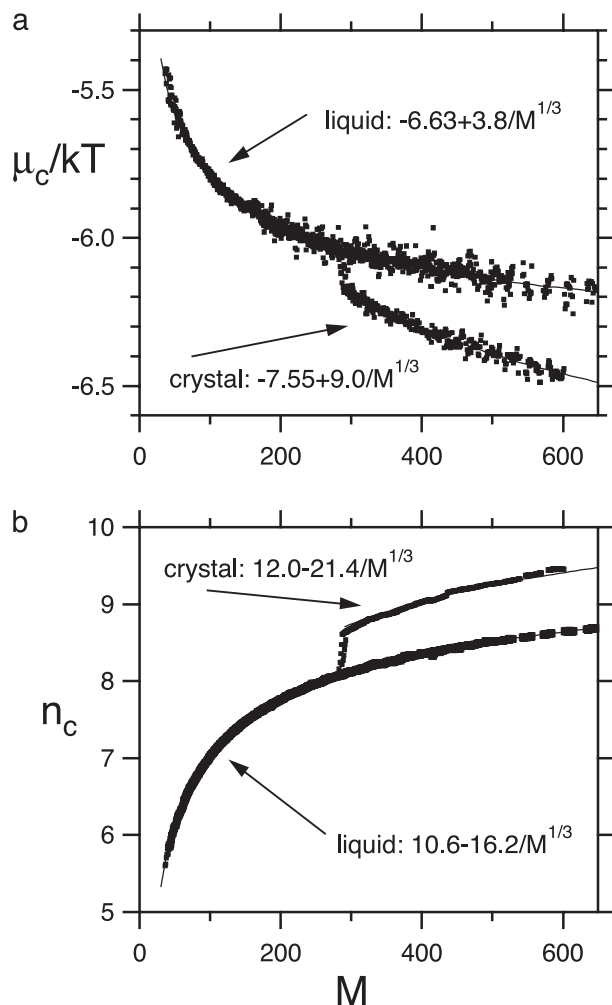 a
-5.5
liquid: -6.63+3.8/M1/3
μc/kT
-6.0
crystal: -7.55+9.0/M1/3
-6.5
200 400 600
b
10
crystal: 12.0-21.4/M1/3
9
8
nc
7
liquid: 10.6-16.2/M1/3
6
5
0 200 400 600
M